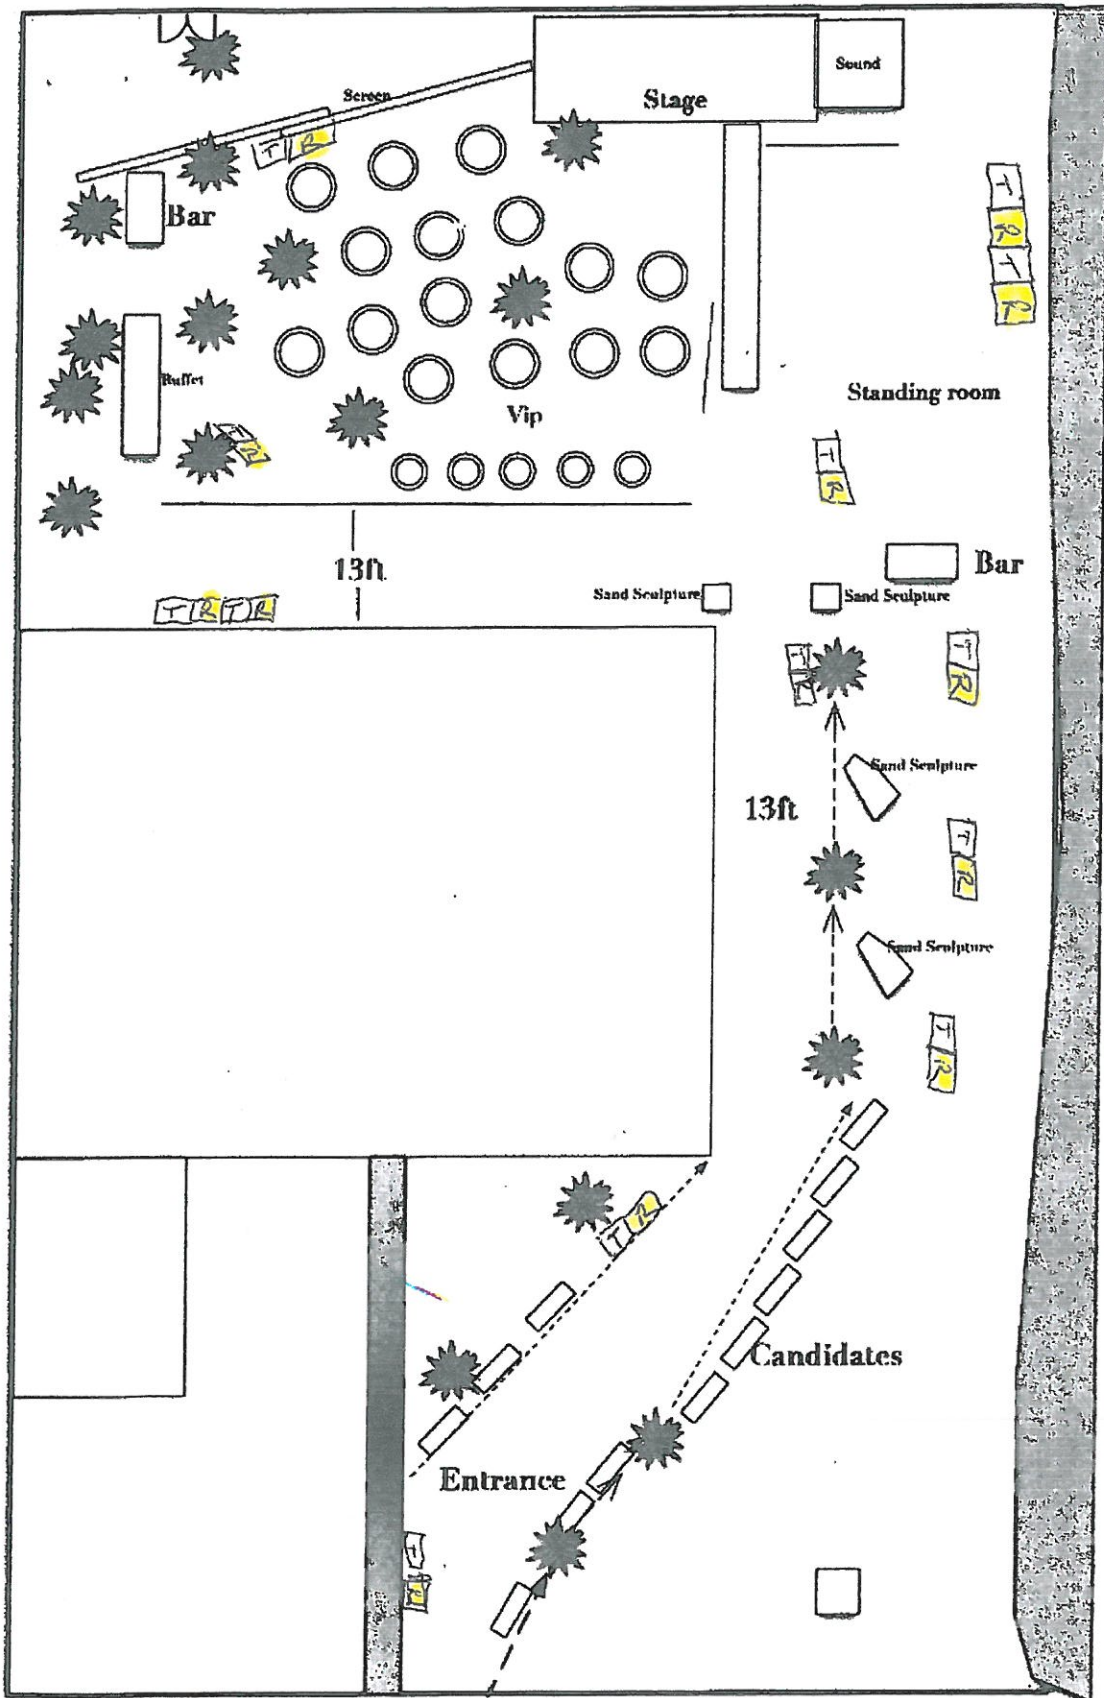 Screen
Stage
Sound
T R
Bar
T
R
T
R
Buffet
Vip
Standing room
T
R
T
R
13ft
Bar
Sand Sculpture
Sand Sculpture
T R T R
T
R
T
R
Sand Sculpture
13ft
T
R
Sand Sculpture
T
R
T R
Candidates
Entrance
T
R